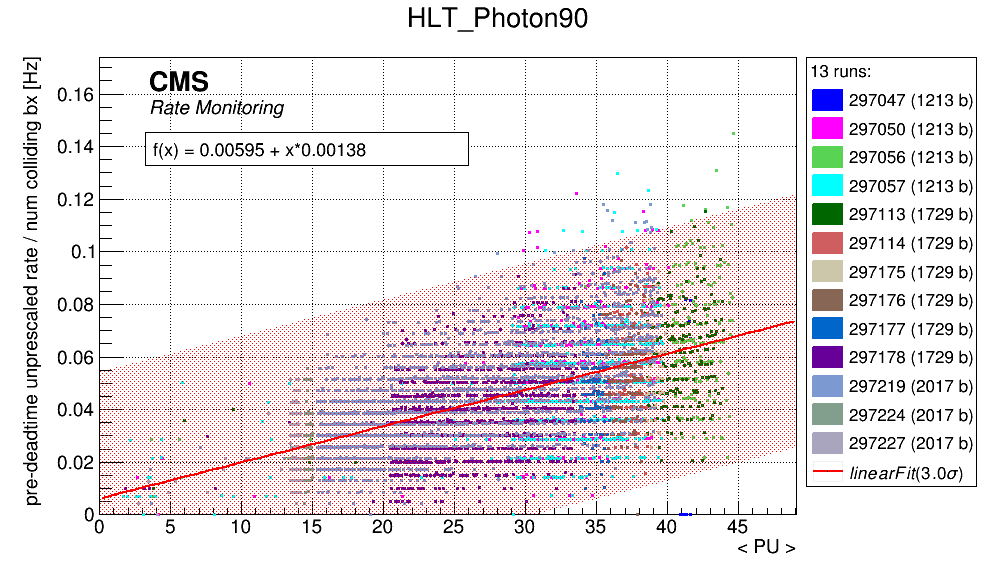 HLT_Photon90
pre-deadtime unprescaled rate / num colliding bx [Hz]
CMS
Rate Monitoring
f(x) = 0.00595 + x*0.00138
0.16
0.14
0.12
0.1
0.08
0.06
0.04
0.02
0
0 5 10 15 20 25 30 35 40 45
< PU >
13 runs:
297047 (1213 b)
297050 (1213 b)
297056 (1213 b)
297057 (1213 b)
297113 (1729 b)
297114 (1729 b)
297175 (1729 b)
297176 (1729 b)
297177 (1729 b)
297178 (1729 b)
297219 (2017 b)
297224 (2017 b)
297227 (2017 b)
linearFit(3.0σ)